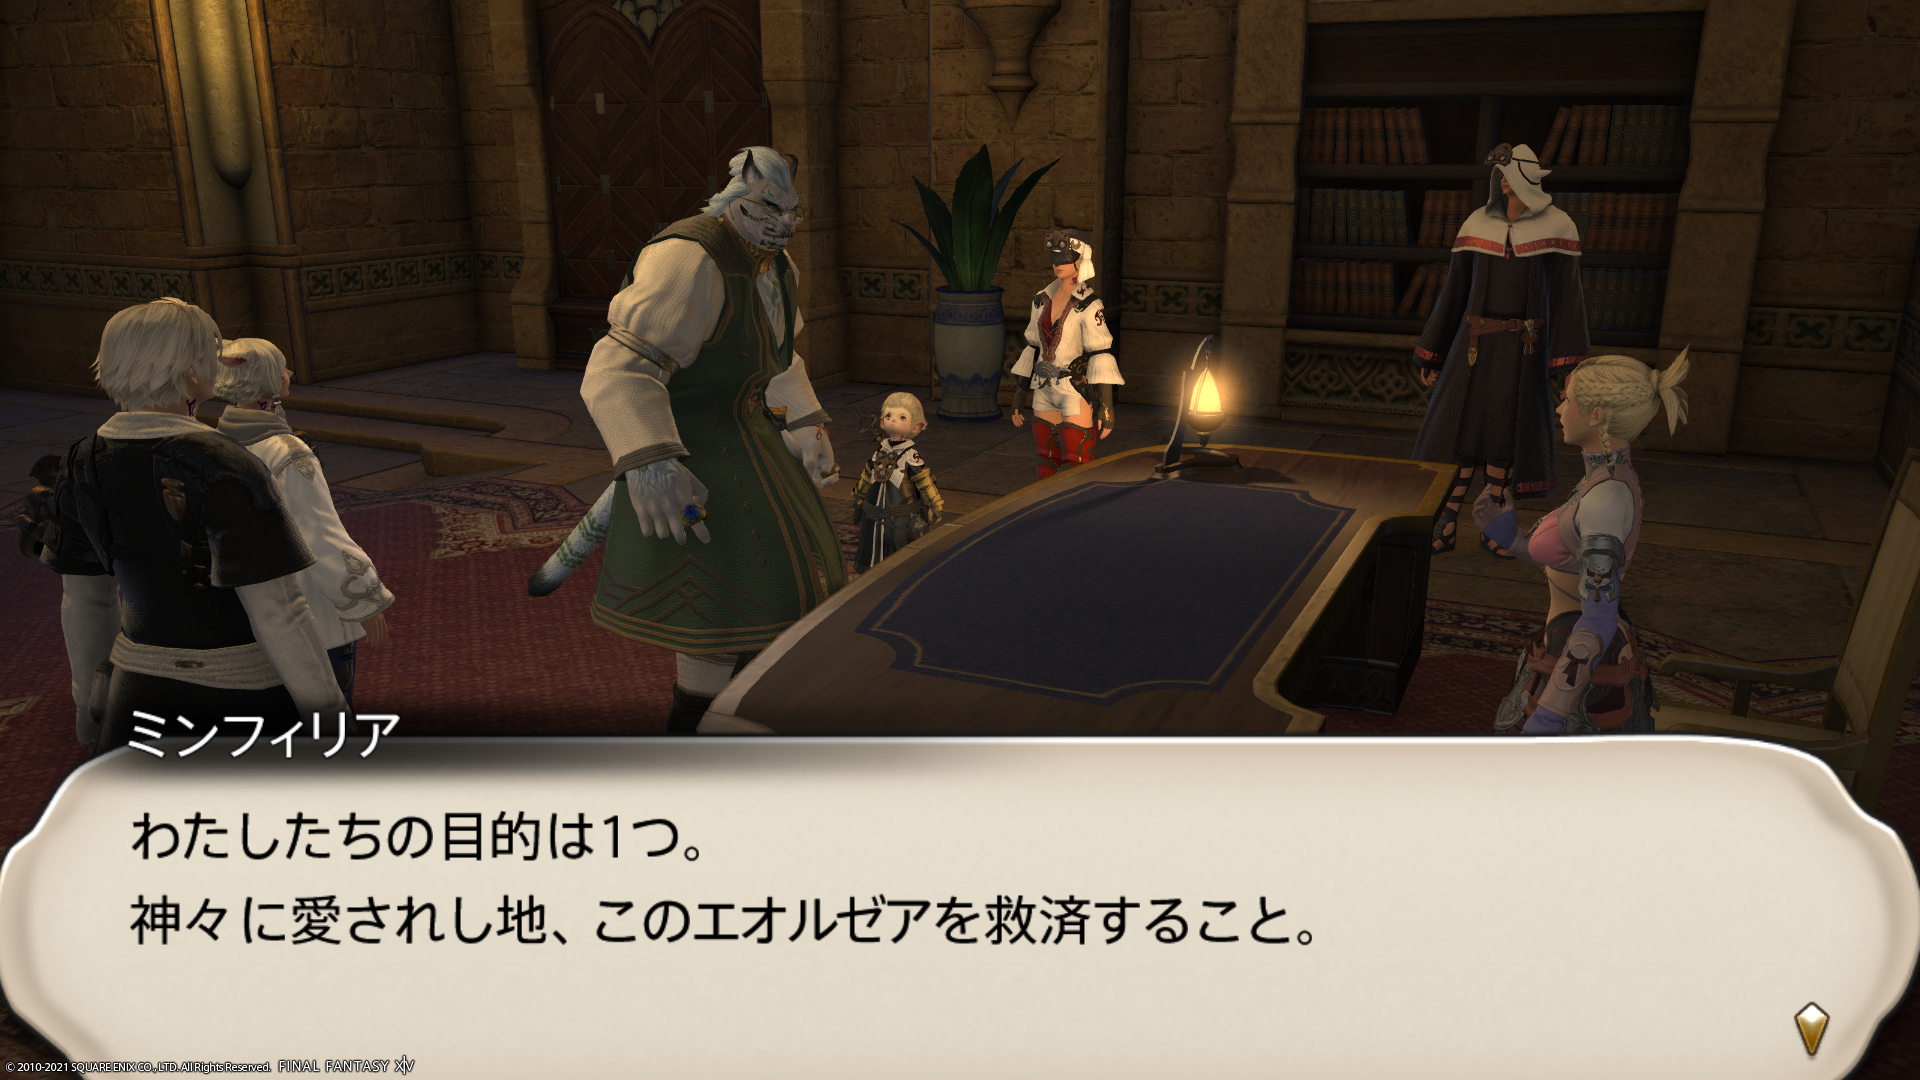 ミンフィリア
わたしたちの目的は1つ。
神々に愛されし地、このエオルゼアを救済すること。
© 2010-2021 SQUARE ENIX CO., LTD. All Rights Reserved. FINAL FANTASY XIV